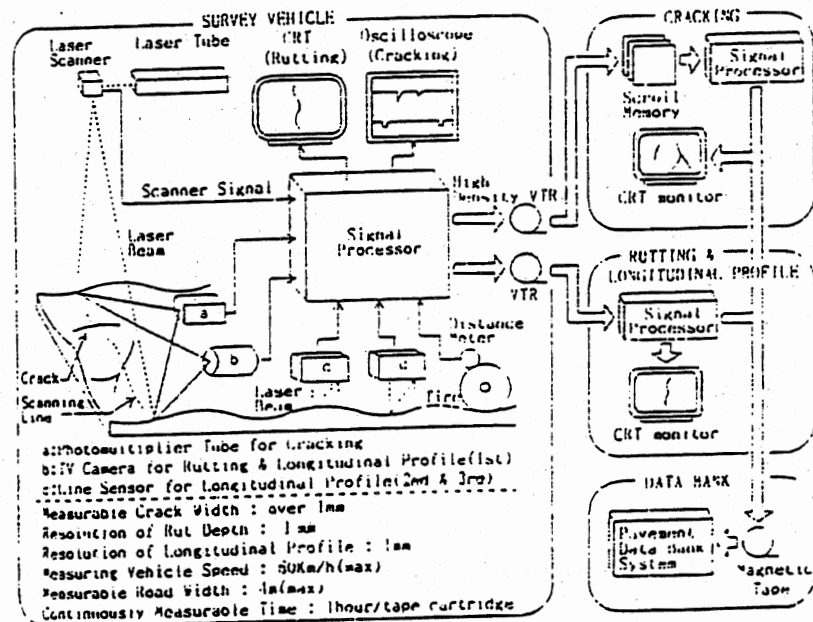 SURVEY VEHICLE
Laser Scanner
Laser Tube
CRT (Rutting)
Oscilloscope (Cracking)
Scanner Signal
Laser Beam
Signal Processor
High Density VTR
VTR
a
b
c
Crack
Scanning Line
Laser Beam
Distance Meter
Tire
a:Photomultiplier Tube for Cracking
b:TV Camera for Rutting & Longitudinal Profile(1st)
c:Line Sensor for Longitudinal Profile(2nd & 3rd)
Measurable Crack Width : over 1mm
Resolution of Rut Depth : 1mm
Resolution of Longitudinal Profile : 1mm
Measuring Vehicle Speed : 60Km/h(max)
Measurable Road Width : 4m(max)
Continuously Measurable Time : 1hour/tape cartridge
CRACKING
Scroll Memory
Signal Processor
CRT monitor
RUTTING &
LONGITUDINAL PROFILE
Signal Processor
CRT monitor
DATA BANK
Pavement Data Bank System
Magnetic Tape